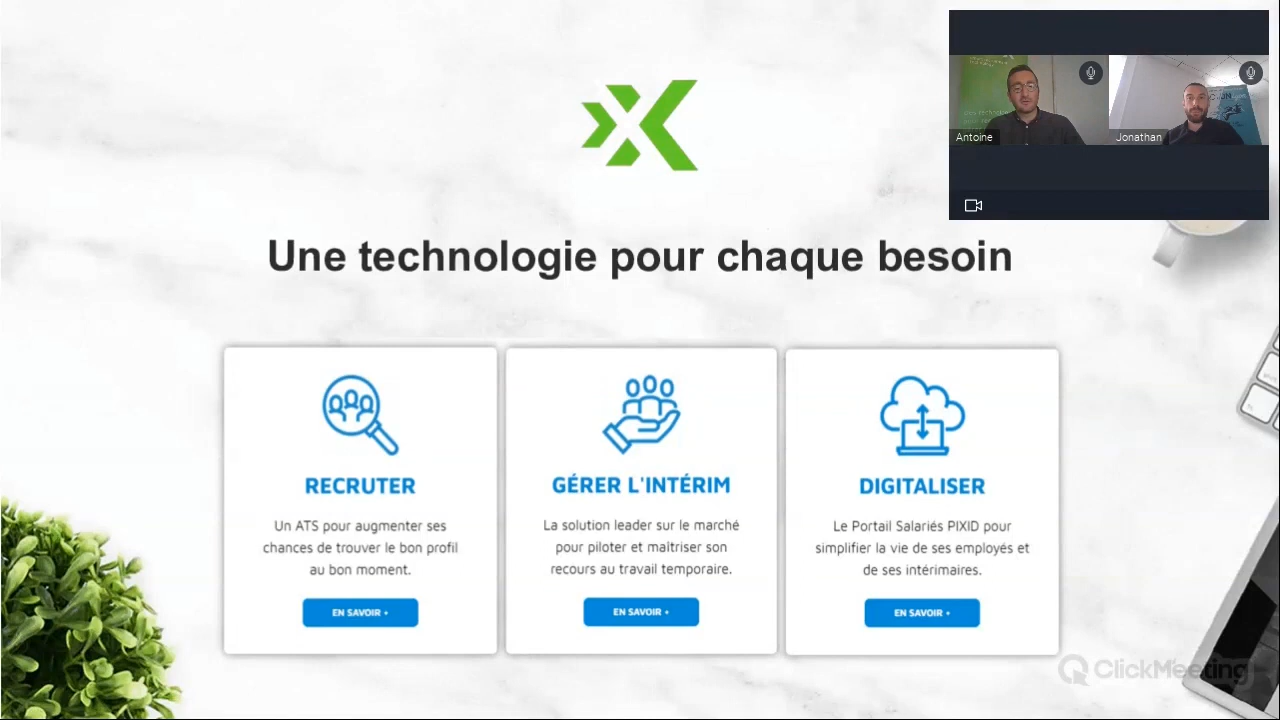 Antoine
Jonathan
Une technologie pour chaque besoin
RECRUTER
Un ATS pour augmenter ses
chances de trouver le bon profil
au bon moment.
EN SAVOIR +
GÉRER L'INTÉRIM
La solution leader sur le marché
pour piloter et maîtriser son
recours au travail temporaire.
EN SAVOIR +
DIGITALISER
Le Portail Salariés PIXID pour
simplifier la vie de ses employés et
de ses intérimaires.
EN SAVOIR +
ClickMeeting